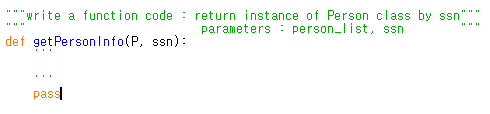 """write a function code : return instance of Person class by ssn"""
""" parameters : person_list, ssn """
def getPersonInfo(P, ssn):
'''
...
pass